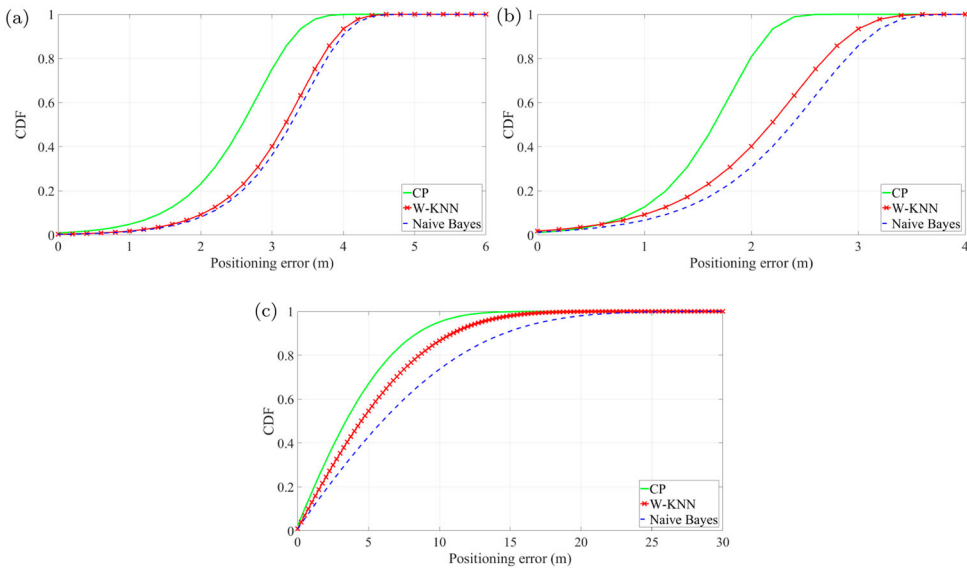 (a)
1
0.8
0.6
0.4
0.2
0
CDF
0 1 2 3 4 5 6
Positioning error (m)
CP
W-KNN
Naive Bayes
(b)
1
0.8
0.6
0.4
0.2
0
CDF
0 1 2 3 4
Positioning error (m)
CP
W-KNN
Naive Bayes
(c)
1
0.8
0.6
0.4
0.2
0
CDF
0 5 10 15 20 25 30
Positioning error (m)
CP
W-KNN
Naive Bayes